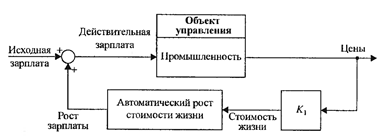 Объект
управления
Действительная
зарплата
Исходная
зарплата
+
+
Промышленность
Цены
Автоматический рост
стоимости жизни
Стоимость
жизни
K₁
Рост
зарплаты